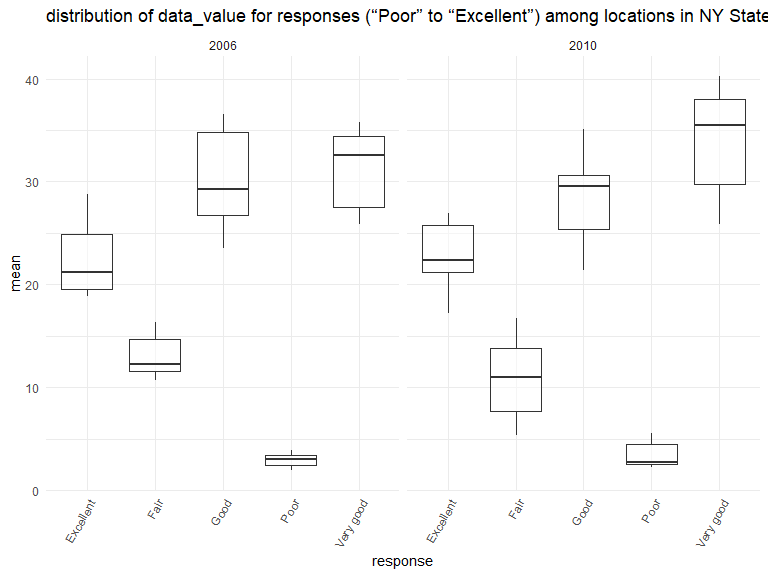 distribution of data_value for responses (“Poor” to “Excellent”) among locations in NY State
2006
2010
mean
40
30
20
10
0
Excellent
Fair
Good
Poor
Very good
Excellent
Fair
Good
Poor
Very good
response